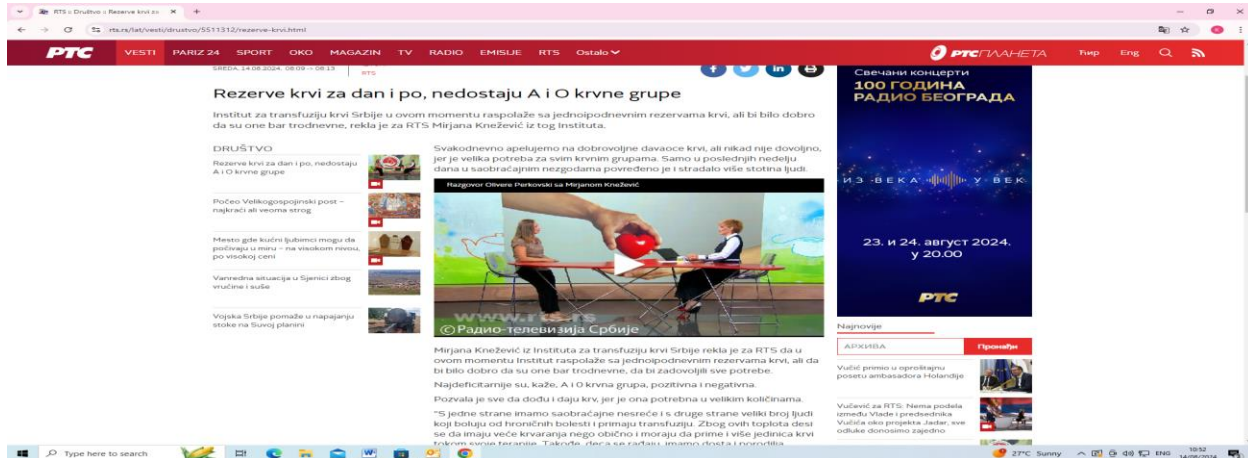 RTS :: Društvo :: Rezerve krvi za
rts.rs/lat/vesti/drustvo/5511312/rezerve-krvi.html
РТС VESTI PARIZ 24 SPORT OKO MAGAZIN TV RADIO EMISIJE RTS Ostalo РТС ПЛАНЕТА Ћир Eng
SREDA, 14.08.2024, 08:09 -> 08:13
RTS
Rezerve krvi za dan i po, nedostaju A i O krvne grupe
Institut za transfuziju krvi Srbije u ovom momentu raspolaže sa jednoipodnevnim rezervama krvi, ali bi bilo dobro
da su one bar trodnevne, rekla je za RTS Mirjana Knežević iz tog Instituta.
DRUŠTVO
Rezerve krvi za dan i po, nedostaju
A i O krvne grupe
Počeo Velikogospojinski post –
najkraći ali veoma strog
Mesto gde kućni ljubimci mogu da
počivaju u miru – na visokom nivou,
po visokoj ceni
Vanredna situacija u Sjenici zbog
vrućine i suše
Vojska Srbije pomaže u napajanju
stoke na Suvoj planini
Svakodnevno apelujemo na dobrovoljne davaoce krvi, ali nikad nije dovoljno,
jer je velika potreba za svim krvnim grupama. Samo u poslednjih nedelju
dana u saobraćajnim nezgodama povređeno je i stradalo više stotina ljudi.
Razgovor Olivere Perkovski sa Mirjanom Knežević
www.rts.rs
© Радио-телевизија Србије
Mirjana Knežević iz Instituta za transfuziju krvi Srbije rekla je za RTS da u
ovom momentu Institut raspolaže sa jednoipodnevnim rezervama krvi, ali da
bi bilo dobro da su one bar trodnevne, da bi zadovoljili sve potrebe.
Najdeficitarnije su, kaže, A i O krvna grupa, pozitivna i negativna.
Pozvala je sve da dođu i daju krv, jer je ona potrebna u velikim količinama.
"S jedne strane imamo saobraćajne nesreće i s druge strane veliki broj ljudi
koji boluju od hroničnih bolesti i primaju transfuziju. Zbog ovih toplota desi
se da imaju veće krvaranja nego obično i moraju da prime i više jedinica krvi
tokom svoje terapije. Takođe, deca se rađaju, imamo dosta i porodilja
Свечани концерти
100 ГОДИНА
РАДИО БЕОГРАДА
ИЗ ВЕКА У ВЕК
23. и 24. август 2024.
у 20.00
РТС
Najnovije
АРХИВА Пронађи
Vučić primio u oproštajnu
posetu ambasadora Holandije
Vučević za RTS: Nema podela
između Vlade i predsednika
Vučića oko projekta Jadar, sve
odluke donosimo zajedno
Type here to search
27°C Sunny
ENG
10:52
14/08/2024